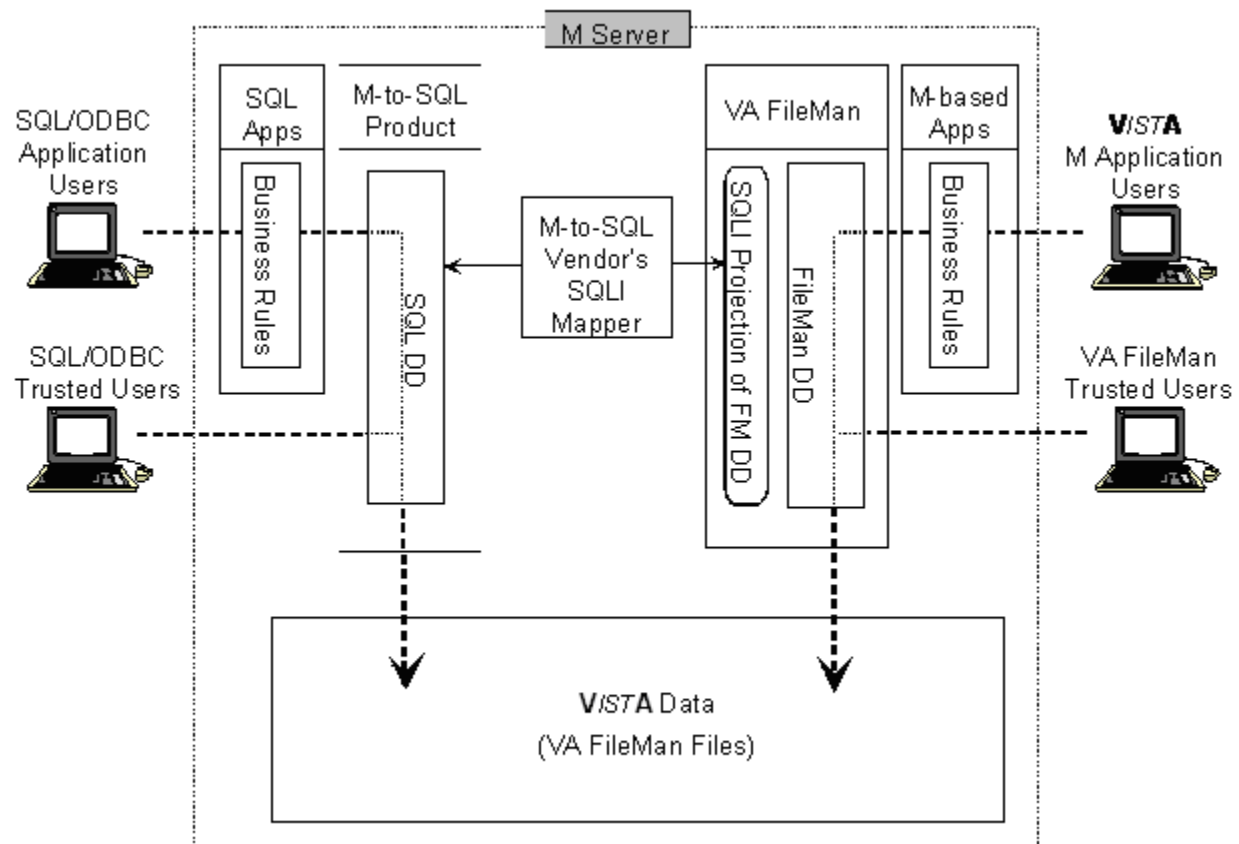 M Server
SQL/ODBC
Application
Users
SQL
Apps
Business Rules
M-to-SQL
Product
SQL DD
M-to-SQL
Vendor's
SQLI
Mapper
VA FileMan
SQLI Projection of FM DD
FileMan DD
M-based
Apps
Business Rules
VISTA
M Application
Users
SQL/ODBC
Trusted Users
VA FileMan
Trusted Users
VISTA Data
(VA FileMan Files)